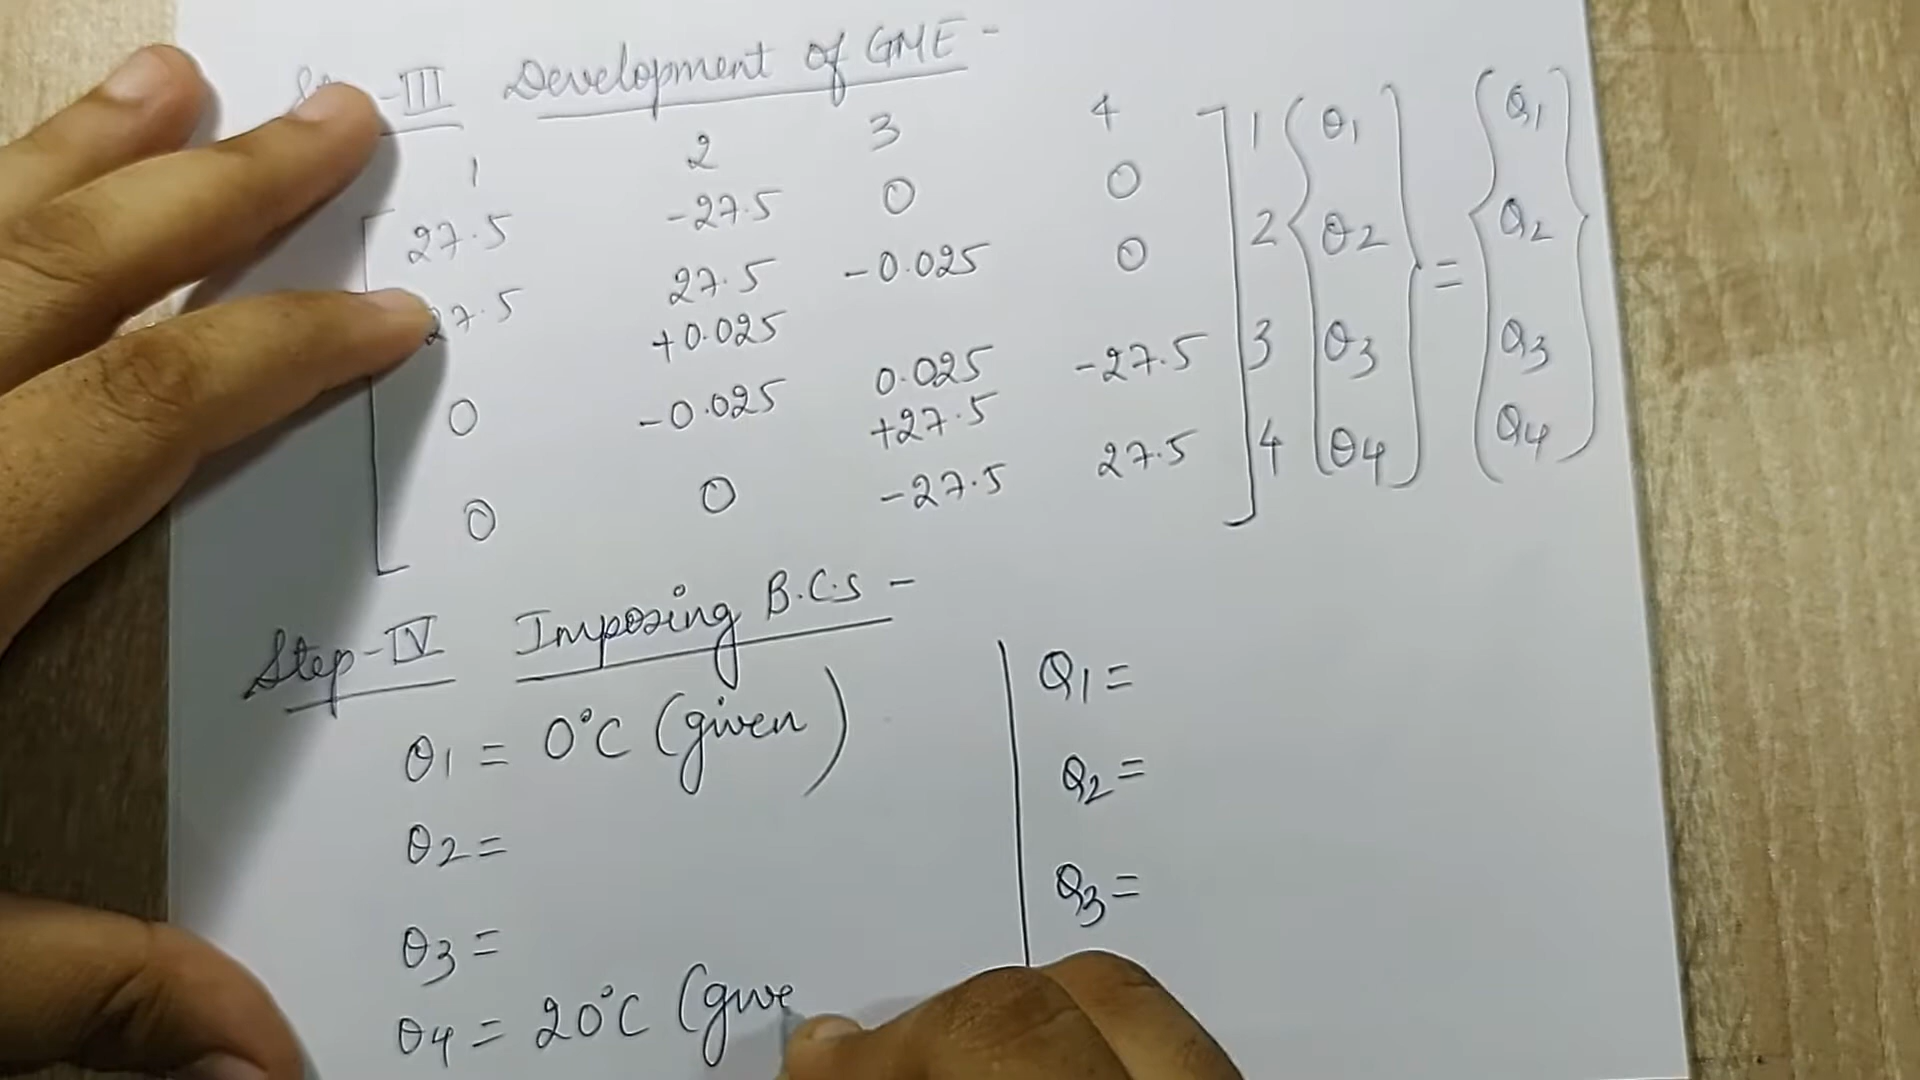 -III Development of GME -
1 2 3 4
27.5 -27.5 0 0 1 θ1 Q1
27.5 27.5 -0.025 0 2 θ2 = Q2
+0.025
0 -0.025 0.025 -27.5 3 θ3 Q3
+27.5
0 0 -27.5 27.5 4 θ4 Q4
Step-IV Imposing B.C.s -
θ1 = 0°C (given)
θ2 =
θ3 =
θ4 = 20°C (give
Q1 =
Q2 =
Q3 =